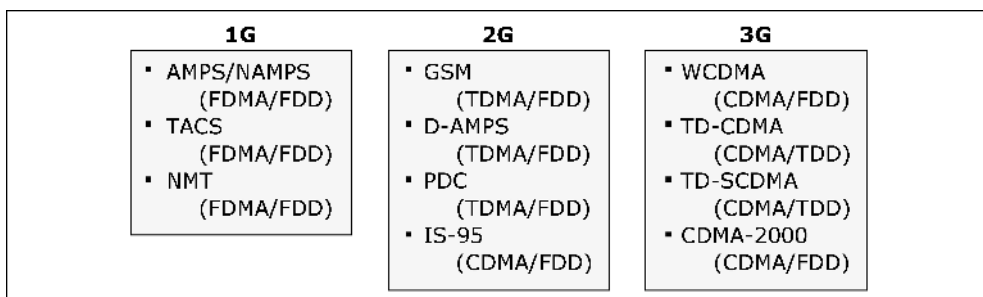 1G
▪ AMPS/NAMPS
(FDMA/FDD)
▪ TACS
(FDMA/FDD)
▪ NMT
(FDMA/FDD)
2G
▪ GSM
(TDMA/FDD)
▪ D-AMPS
(TDMA/FDD)
▪ PDC
(TDMA/FDD)
▪ IS-95
(CDMA/FDD)
3G
▪ WCDMA
(CDMA/FDD)
▪ TD-CDMA
(CDMA/TDD)
▪ TD-SCDMA
(CDMA/TDD)
▪ CDMA-2000
(CDMA/FDD)